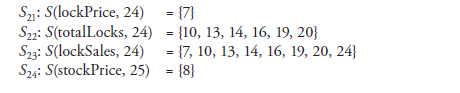 S₂₁: S(lockPrice, 24) = {7}
S₂₂: S(totalLocks, 24) = {10, 13, 14, 16, 19, 20}
S₂₃: S(lockSales, 24) = {7, 10, 13, 14, 16, 19, 20, 24}
S₂₄: S(stockPrice, 25) = {8}